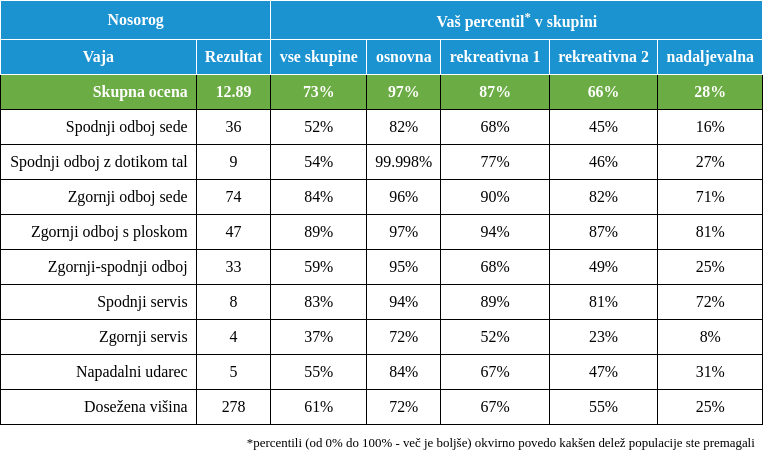 Nosorog Vaš percentil* v skupini
Vaja Rezultat vse skupine osnovna rekreativna 1 rekreativna 2 nadaljevalna
Skupna ocena 12.89 73% 97% 87% 66% 28%
Spodnji odboj sede 36 52% 82% 68% 45% 16%
Spodnji odboj z dotikom tal 9 54% 99.998% 77% 46% 27%
Zgornji odboj sede 74 84% 96% 90% 82% 71%
Zgornji odboj s ploskom 47 89% 97% 94% 87% 81%
Zgornji-spodnji odboj 33 59% 95% 68% 49% 25%
Spodnji servis 8 83% 94% 89% 81% 72%
Zgornji servis 4 37% 72% 52% 23% 8%
Napadalni udarec 5 55% 84% 67% 47% 31%
Dosežena višina 278 61% 72% 67% 55% 25%
*percentili (od 0% do 100% - več je boljše) okvirno povedo kakšen delež populacije ste premagali